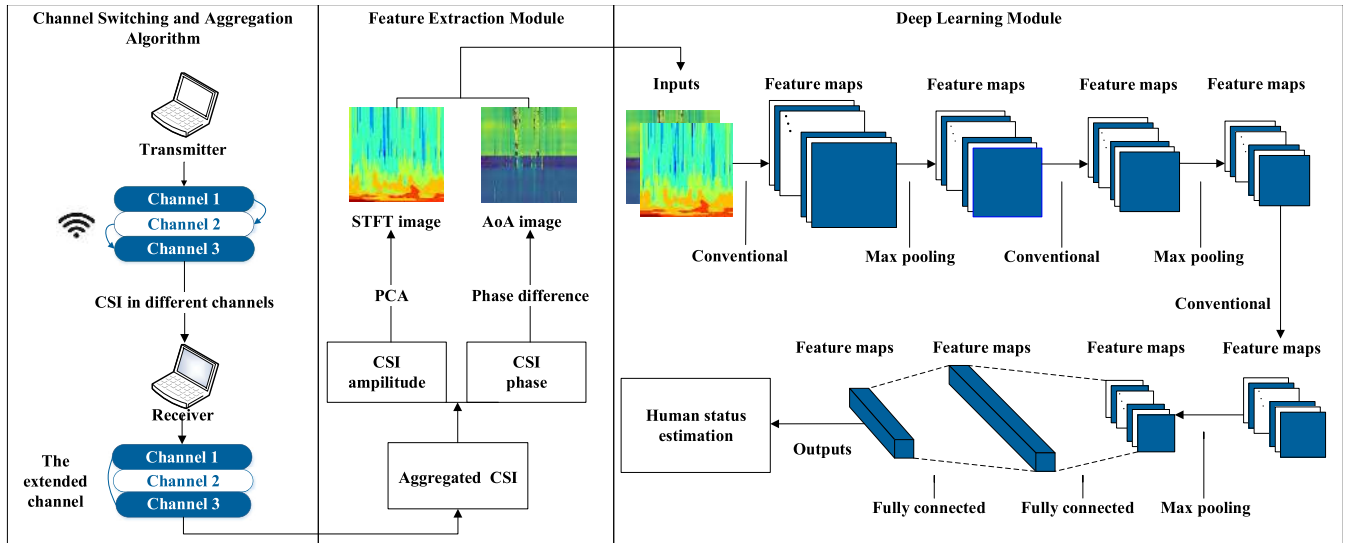 Channel Switching and Aggregation
Algorithm
Transmitter
Channel 1
Channel 2
Channel 3
CSI in different channels
Receiver
The
extended
channel
Channel 1
Channel 2
Channel 3
Feature Extraction Module
STFT image
AoA image
PCA
Phase difference
CSI
ampilitude
CSI
phase
Aggregated CSI
Deep Learning Module
Inputs
Feature maps
Feature maps
Feature maps
Feature maps
Conventional
Max pooling
Conventional
Max pooling
Conventional
Feature maps
Feature maps
Feature maps
Feature maps
Human status
estimation
Outputs
Fully connected
Fully connected
Max pooling